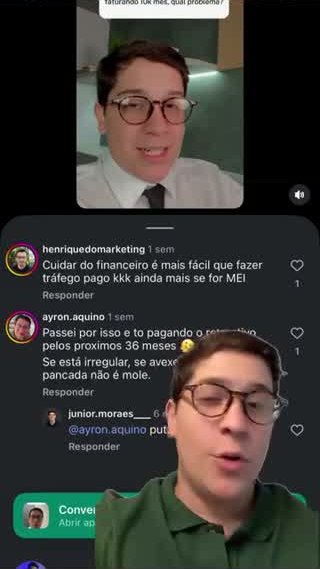 faturando 10k mês, qual problema?
henriquedomarketing 1 sem
Cuidar do financeiro é mais fácil que fazer
tráfego pago kkk ainda mais se for MEI
1
Responder
ayron.aquino 1 sem
Passei por isso e to pagando o
pelos proximos 36 meses 🤣
1
Se está irregular, se
pancada não é mole.
Responder
junior.moraes___ 6
@ayron.aquino
Responder
Abrir